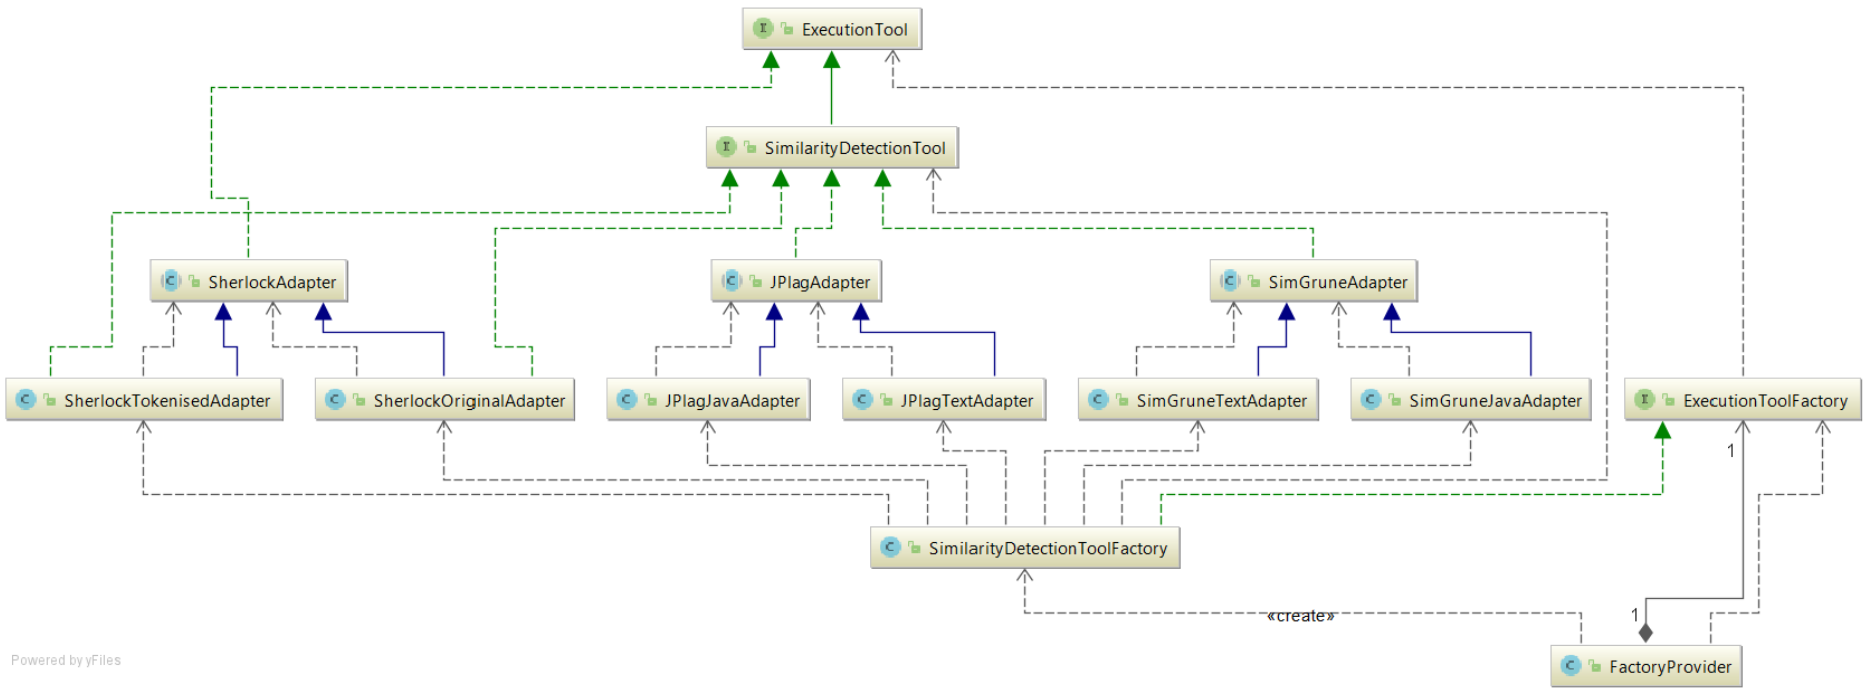 ExecutionTool
SimilarityDetectionTool
SherlockAdapter
JPlagAdapter
SimGruneAdapter
SherlockTokenisedAdapter
SherlockOriginalAdapter
JPlagJavaAdapter
JPlagTextAdapter
SimGruneTextAdapter
SimGruneJavaAdapter
ExecutionToolFactory
1
SimilarityDetectionToolFactory
«create»
1
FactoryProvider
Powered by yFiles